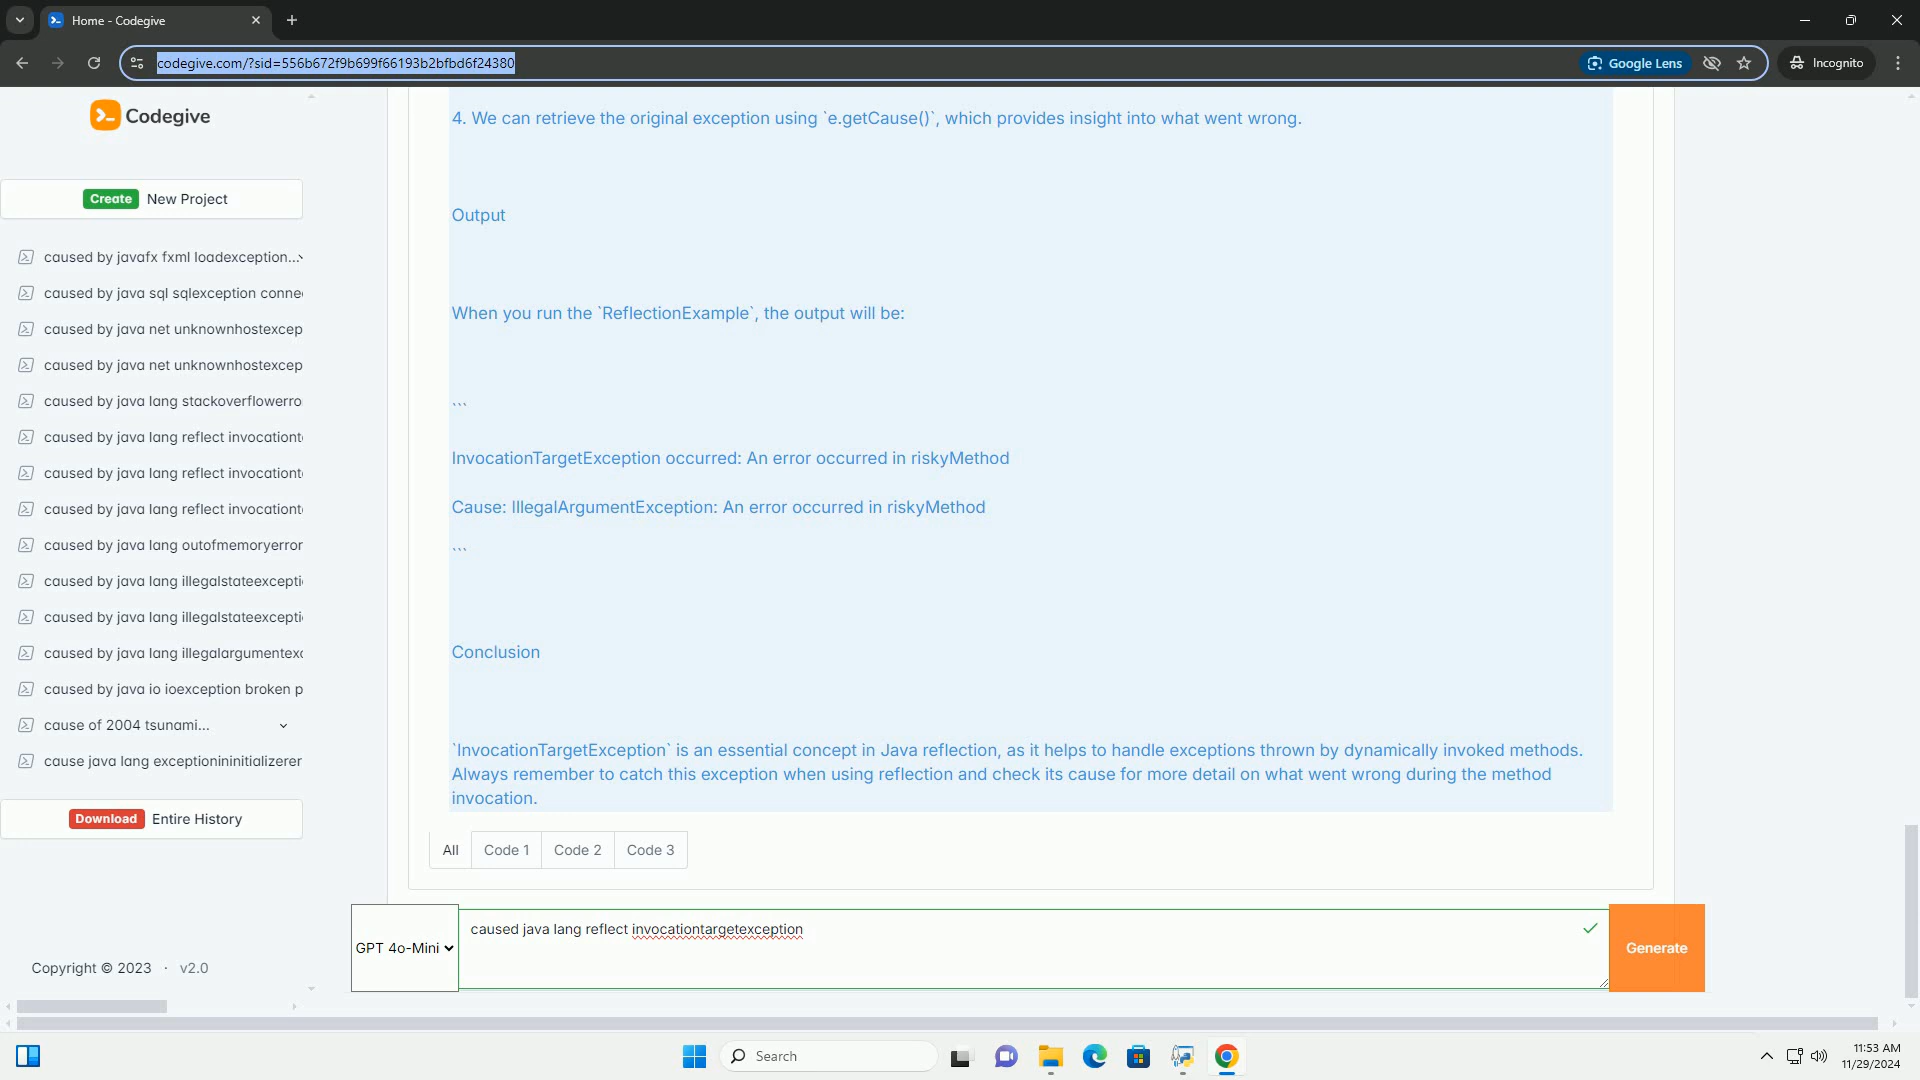 Home - Codegive
codegive.com/?sid=556b672f9b699f66193b2bfbd6f24380
Google Lens
Incognito
Codegive
Create New Project
caused by javafx fxml loadexception...
caused by java sql sqlexception conne
caused by java net unknownhostexcep
caused by java net unknownhostexcep
caused by java lang stackoverflowerro
caused by java lang reflect invocationt
caused by java lang reflect invocationt
caused by java lang reflect invocationt
caused by java lang outofmemoryerror
caused by java lang illegalstateexcepti
caused by java lang illegalstateexcepti
caused by java lang illegalargumentexc
caused by java io ioexception broken p
cause of 2004 tsunami...
cause java lang exceptionininitializerer
Download Entire History
Copyright © 2023 · v2.0
4. We can retrieve the original exception using `e.getCause()`, which provides insight into what went wrong.
Output
When you run the `ReflectionExample`, the output will be:
```
InvocationTargetException occurred: An error occurred in riskyMethod
Cause: IllegalArgumentException: An error occurred in riskyMethod
```
Conclusion
`InvocationTargetException` is an essential concept in Java reflection, as it helps to handle exceptions thrown by dynamically invoked methods.
Always remember to catch this exception when using reflection and check its cause for more detail on what went wrong during the method
invocation.
All Code 1 Code 2 Code 3
GPT 4o-Mini
caused java lang reflect invocationtargetexception
Generate
Search
11:53 AM
11/29/2024